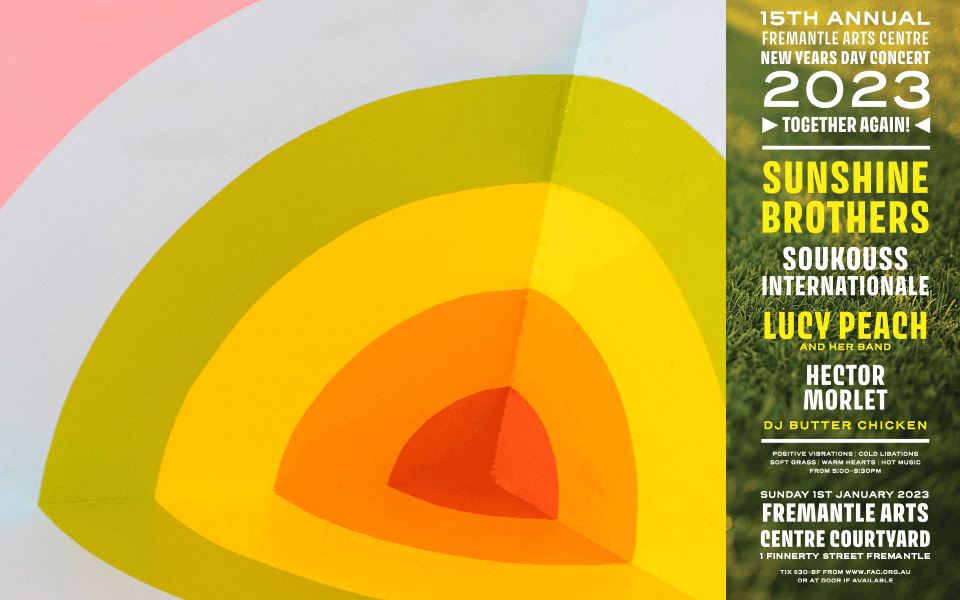 15TH ANNUAL
FREMANTLE ARTS CENTRE
NEW YEARS DAY CONCERT
2023
TOGETHER AGAIN!
SUNSHINE
BROTHERS
SOUKOUSS
INTERNATIONALE
LUCY PEACH
AND HER BAND
HECTOR
MORLET
DJ BUTTER CHICKEN
POSITIVE VIBRATIONS | COLD LIBATIONS
SOFT GRASS | WARM HEARTS | HOT MUSIC
FROM 5:00-9:30PM
SUNDAY 1ST JANUARY 2023
FREMANTLE ARTS
CENTRE COURTYARD
1 FINNERTY STREET FREMANTLE
TIX $30-BF FROM WWW.FAC.ORG.AU
OR AT DOOR IF AVAILABLE